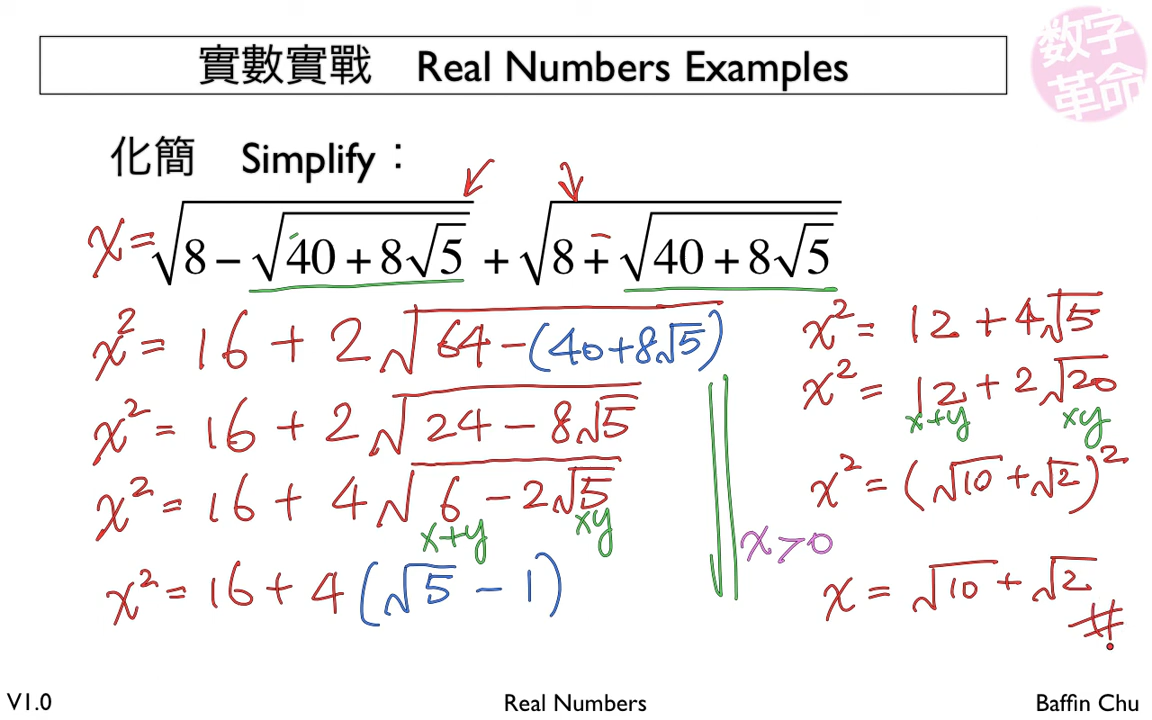 實數實戰 Real Numbers Examples
数字
革命
化簡 Simplify：
x = √(8 − √(40 + 8√5)) + √(8 + √(40 + 8√5))
x² = 16 + 2√(64 − (40 + 8√5))
x² = 16 + 2√(24 − 8√5)
x² = 16 + 4√(6 − 2√5)
x+y xy
x² = 16 + 4(√5 − 1)
x > 0
x² = 12 + 4√5
x² = 12 + 2√20
x+y xy
x² = (√10 + √2)²
x = √10 + √2
#
V1.0 Real Numbers Baffin Chu